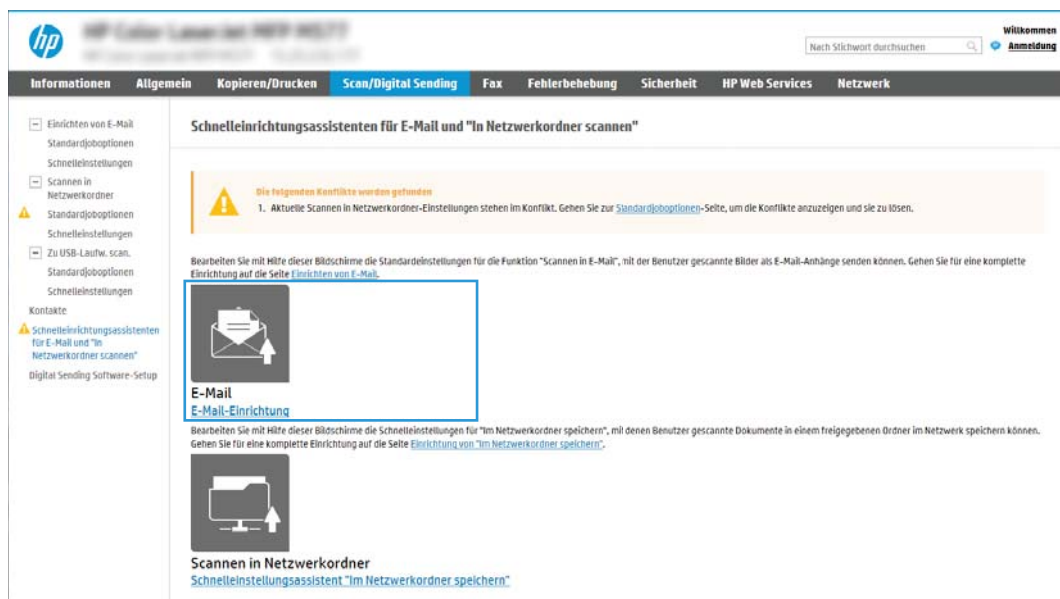 hp
Willkommen
Nach Stichwort durchsuchen
Anmeldung
Informationen Allgemein Kopieren/Drucken Scan/Digital Sending Fax Fehlerbehebung Sicherheit HP Web Services Netzwerk
Einrichten von E-Mail
Standardjoboptionen
Schnelleinstellungen
Scannen in
Netzwerkordner
Standardjoboptionen
Schnelleinstellungen
Zu USB-Laufw. scan.
Standardjoboptionen
Schnelleinstellungen
Kontakte
Schnelleinrichtungsassistenten
für E-Mail und "In
Netzwerkordner scannen"
Digital Sending Software-Setup
Schnelleinrichtungsassistenten für E-Mail und "In Netzwerkordner scannen"
Die folgenden Konflikte wurden gefunden
1. Aktuelle Scannen in Netzwerkordner-Einstellungen stehen im Konflikt. Gehen Sie zur Standardjoboptionen-Seite, um die Konflikte anzuzeigen und sie zu lösen.
Bearbeiten Sie mit Hilfe dieser Bildschirme die Standardeinstellungen für die Funktion "Scannen in E-Mail", mit der Benutzer gescannte Bilder als E-Mail-Anhänge senden können. Gehen Sie für eine komplette
Einrichtung auf die Seite Einrichten von E-Mail.
E-Mail
E-Mail-Einrichtung
Bearbeiten Sie mit Hilfe dieser Bildschirme die Schnelleinstellungen für "Im Netzwerkordner speichern", mit denen Benutzer gescannte Dokumente in einem freigegebenen Ordner im Netzwerk speichern können.
Gehen Sie für eine komplette Einrichtung auf die Seite Einrichtung von "Im Netzwerkordner speichern".
Scannen in Netzwerkordner
Schnelleinstellungsassistent "Im Netzwerkordner speichern"